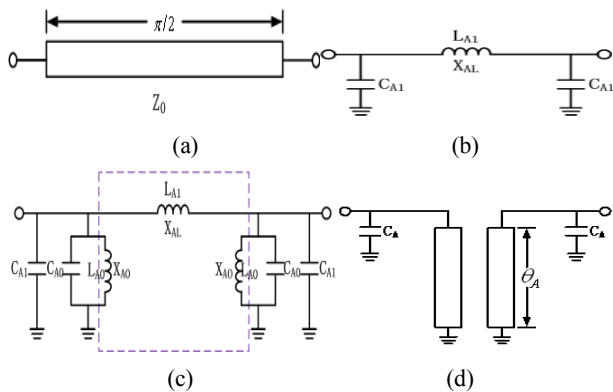 π/2
Z0
(a)
LA1
XAL
CA1
CA1
(b)
LA1
XAL
CA1
CA0
LA0
XA0
XA0
LA0
CA0
CA1
(c)
CA
CA
θA
(d)